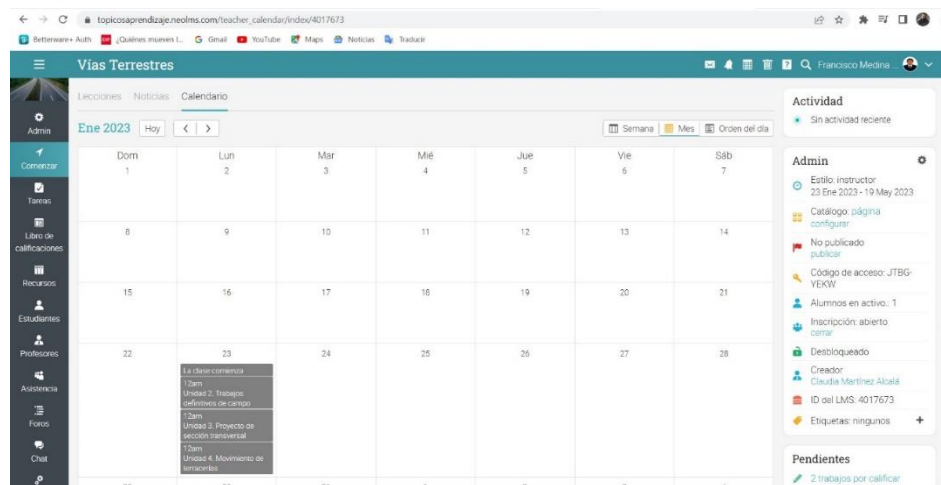 topicosaprendizaje.neolms.com/teacher_calendar/index/4017673
Betterware+ Auth ¿Quiénes mueven l... Gmail YouTube Maps Noticias Traducir
Vías Terrestres
Francisco Medina ...
Lecciones Noticias Calendario
Ene 2023 Hoy < >
Semana Mes Orden del día
Dom Lun Mar Mié Jue Vie Sáb
1 2 3 4 5 6 7
8 9 10 11 12 13 14
15 16 17 18 19 20 21
22 23 24 25 26 27 28
La clase comienza
12am
Unidad 2. Trabajos
definitivos de campo
12am
Unidad 3. Proyecto de
sección transversal
12am
Unidad 4. Movimiento de
terracerías
Admin
Comenzar
Tareas
Libro de
calificaciones
Recursos
Estudiantes
Profesores
Asistencia
Foros
Chat
Actividad
Sin actividad reciente
Admin
Estilo: instructor
23 Ene 2023 - 19 May 2023
Catálogo: página
configurar
No publicado
publicar
Código de acceso: JTBG-
YEKW
Alumnos en activo.. 1
Inscripción: abierto
cerrar
Desbloqueado
Creador
Claudia Martínez Alcalá
ID del LMS: 4017673
Etiquetas: ningunos +
Pendientes
2 trabajos por calificar